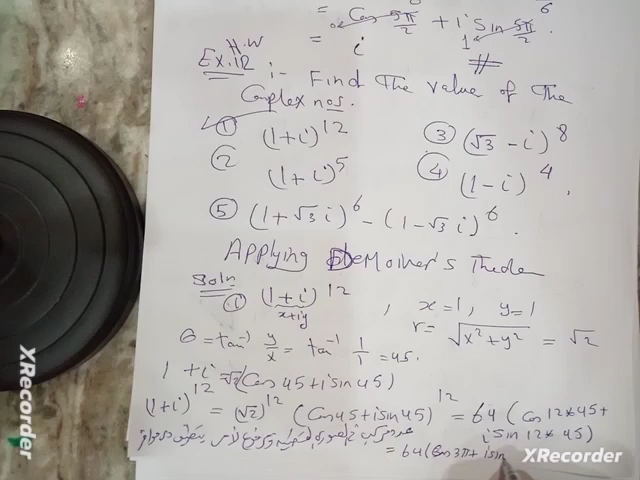 = Cos 5π/2 + i Sin 5π/2
= i
H.W
Ex.12 :- Find The value of The
Complex nos.
① (1+i)^12
③ (√3 - i)^8
② (1+i)^5
④ (1-i)^4 .
⑤ (1+√3 i)^6 - (1-√3 i)^6 .
Applying DeMoiver's
Soln
① (1+i)^12 , x=1, y=1
x+iy
r= √x²+y² = √2
θ = tan⁻¹ y/x = tan⁻¹ 1/1 = 45.
1 + i = √2 (Cos 45 + i sin 45)
(1+i)^12 = (√2)^12 (Cos 45 + i sin 45)^12 = 64 ( Cos 12*45 +
i sin 12*45)
= 64 (Cos 3π + i sin
XRecorder
XRecorder